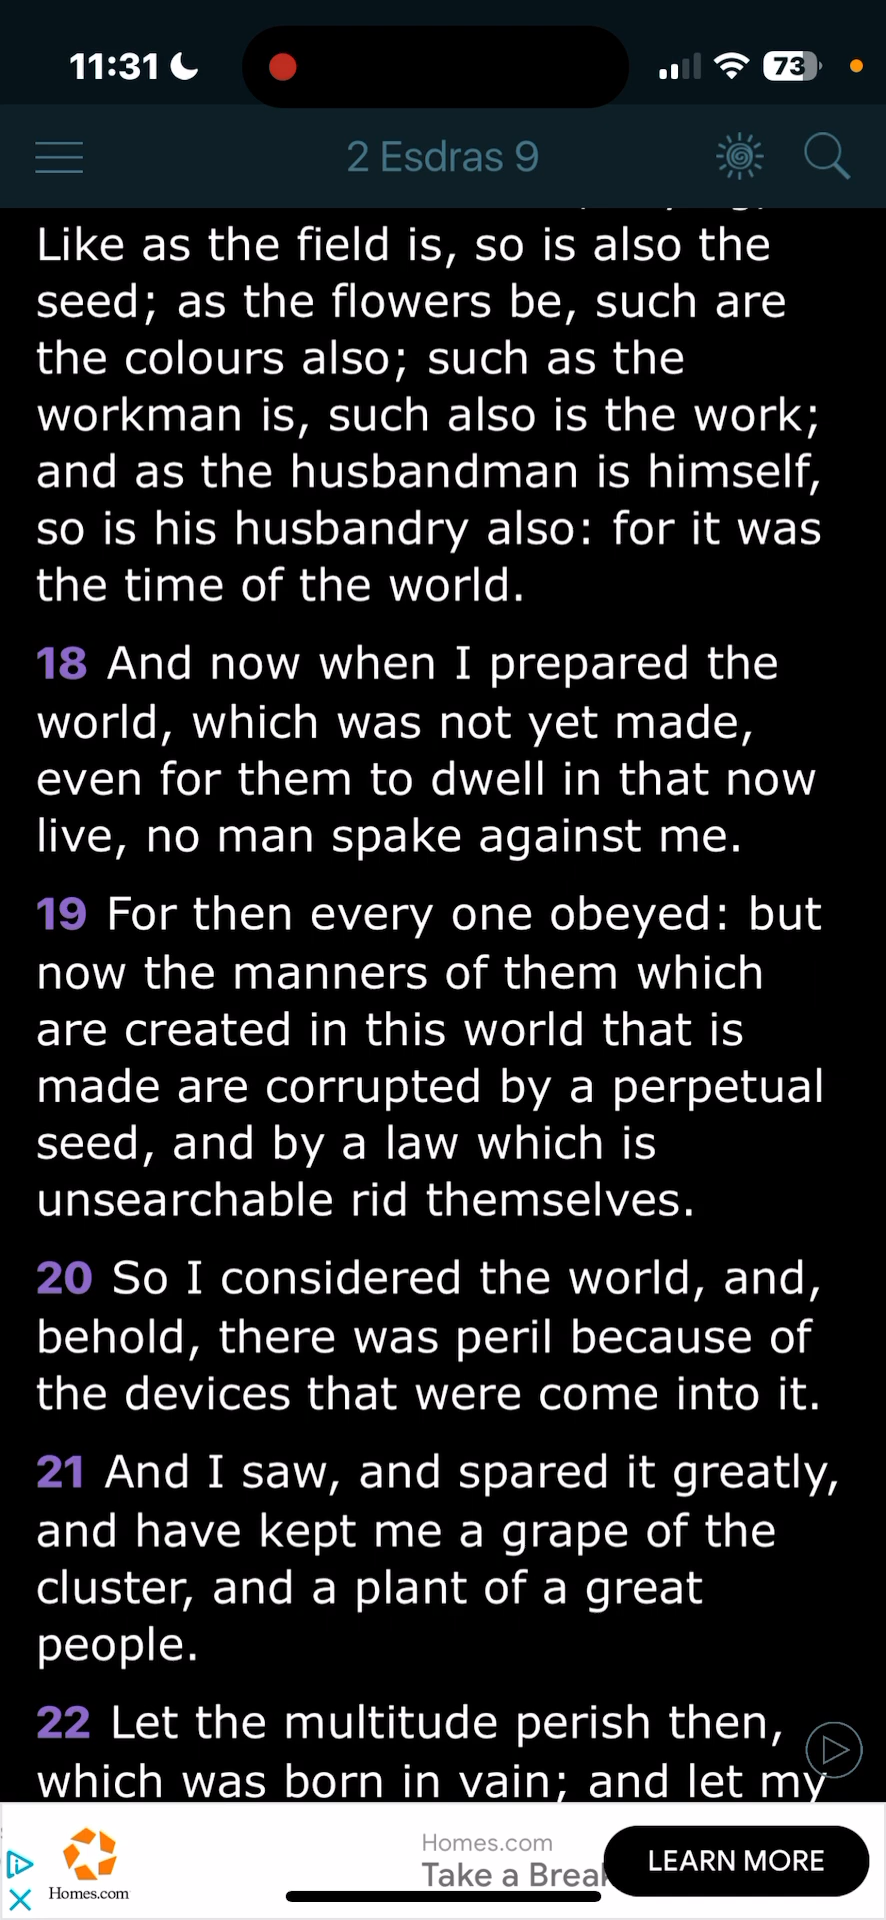 11:31
73
2 Esdras 9
Like as the field is, so is also the
seed; as the flowers be, such are
the colours also; such as the
workman is, such also is the work;
and as the husbandman is himself,
so is his husbandry also: for it was
the time of the world.
18 And now when I prepared the
world, which was not yet made,
even for them to dwell in that now
live, no man spake against me.
19 For then every one obeyed: but
now the manners of them which
are created in this world that is
made are corrupted by a perpetual
seed, and by a law which is
unsearchable rid themselves.
20 So I considered the world, and,
behold, there was peril because of
the devices that were come into it.
21 And I saw, and spared it greatly,
and have kept me a grape of the
cluster, and a plant of a great
people.
22 Let the multitude perish then,
which was born in vain; and let my
Homes.com
Homes.com
Take a Brea
LEARN MORE